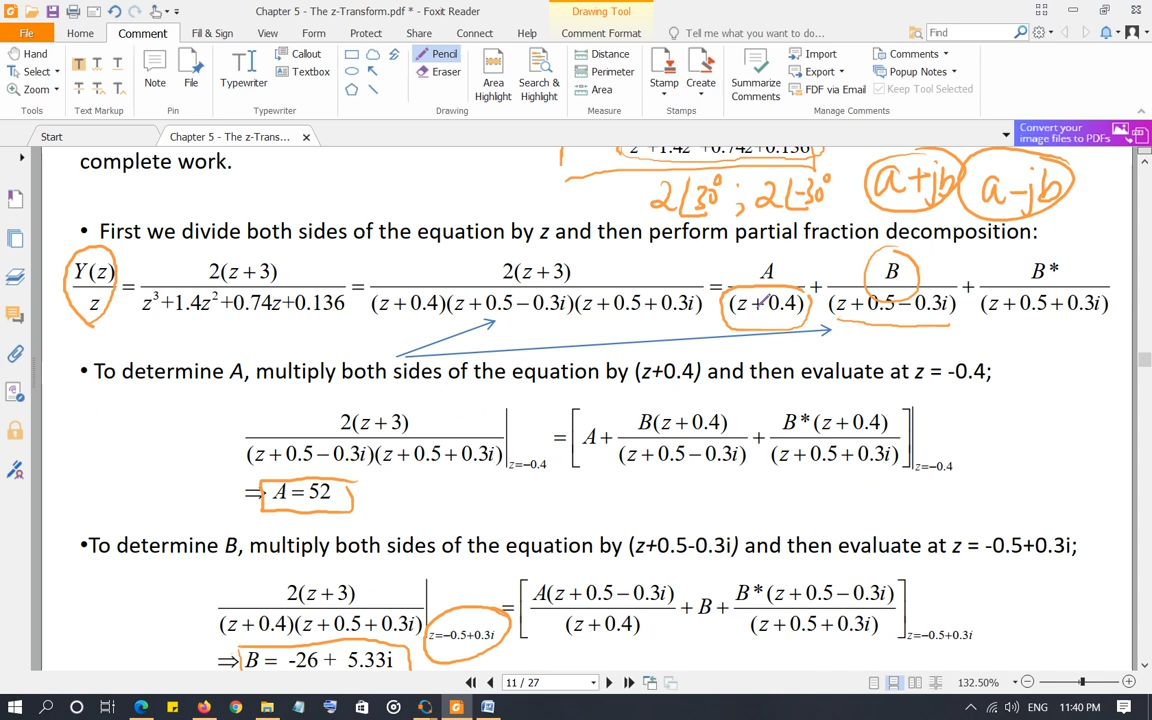 Chapter 5 - The z-Transform.pdf * - Foxit Reader
Drawing Tool
File Home Comment Fill & Sign View Form Protect Share Connect Help Comment Format Tell me what you want to do... Find
Hand
Select
Zoom
Tools
T T T
T T T
Text Markup
Note File
Pin
Typewriter
Callout
Textbox
Typewriter
Pencil
Eraser
Drawing
Area Highlight
Search & Highlight
Distance
Perimeter
Area
Measure
Stamp Create
Stamps
Summarize Comments
Import
Export
FDF via Email
Comments
Popup Notes
Keep Tool Selected
Manage Comments
Start Chapter 5 - The z-Trans...
Convert your image files to PDFs
complete work.
z³+1.4z²+0.74z+0.136
2∠30° ; 2∠-30° a+jb a-jb
• First we divide both sides of the equation by z and then perform partial fraction decomposition:
Y(z)/z = 2(z+3)/(z³+1.4z²+0.74z+0.136) = 2(z+3)/((z+0.4)(z+0.5−0.3i)(z+0.5+0.3i)) = A/(z+0.4) + B/(z+0.5−0.3i) + B*/(z+0.5+0.3i)
• To determine A, multiply both sides of the equation by (z+0.4) and then evaluate at z = -0.4;
2(z+3)/((z+0.5−0.3i)(z+0.5+0.3i))|z=−0.4 = [A + B(z+0.4)/(z+0.5−0.3i) + B*(z+0.4)/(z+0.5+0.3i)]|z=−0.4
⇒ A = 52
•To determine B, multiply both sides of the equation by (z+0.5-0.3i) and then evaluate at z = -0.5+0.3i;
2(z+3)/((z+0.4)(z+0.5+0.3i))|z=−0.5+0.3i = [A(z+0.5−0.3i)/(z+0.4) + B + B*(z+0.5−0.3i)/(z+0.5+0.3i)]z=−0.5+0.3i
⇒ B = -26 + 5.33i
11 / 27 132.50%
ENG 11:40 PM